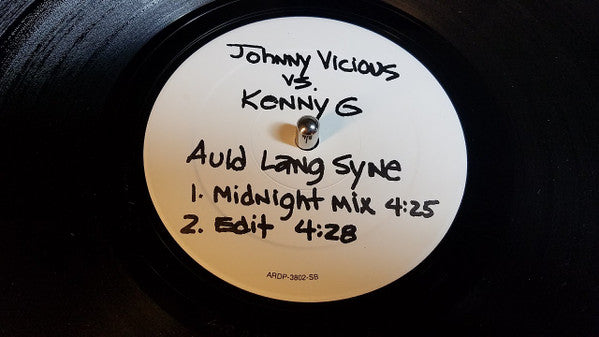 Johnny Vicious
vs.
Kenny G
Auld Lang Syne
1. Midnight Mix 4:25
2. Edit 4:28
ARDP-3802-SB